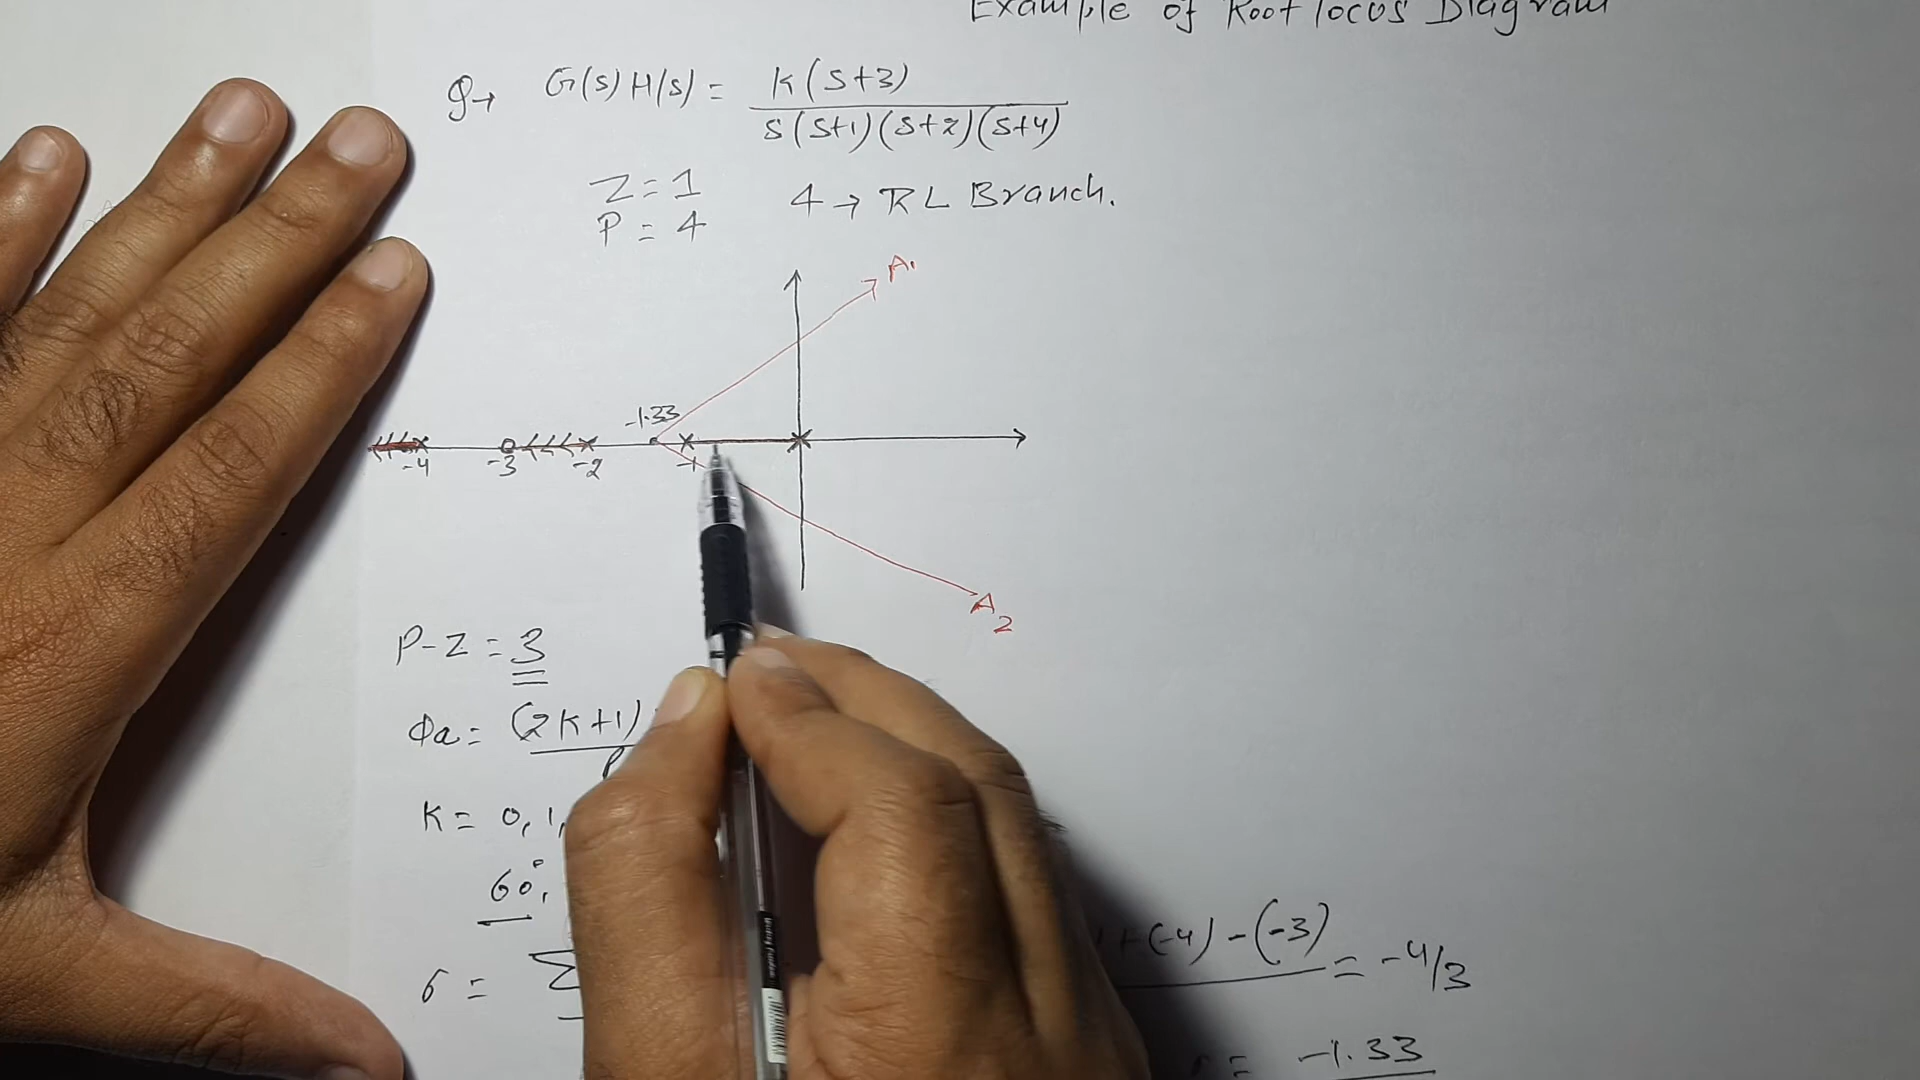 Example of Root locus Diagram
Q→ G(s) H(s) = K(s+3)
s(s+1)(s+2)(s+4)
Z = 1
P = 4
4 → RL Branch.
A1
-1.33
-4 -3 -2 -1
A2
P-Z = 3
Φa = (2K+1)
P
K = 0, 1,
60°,
σ = Σ
+(-4) - (-3) = -4/3
= -1.33